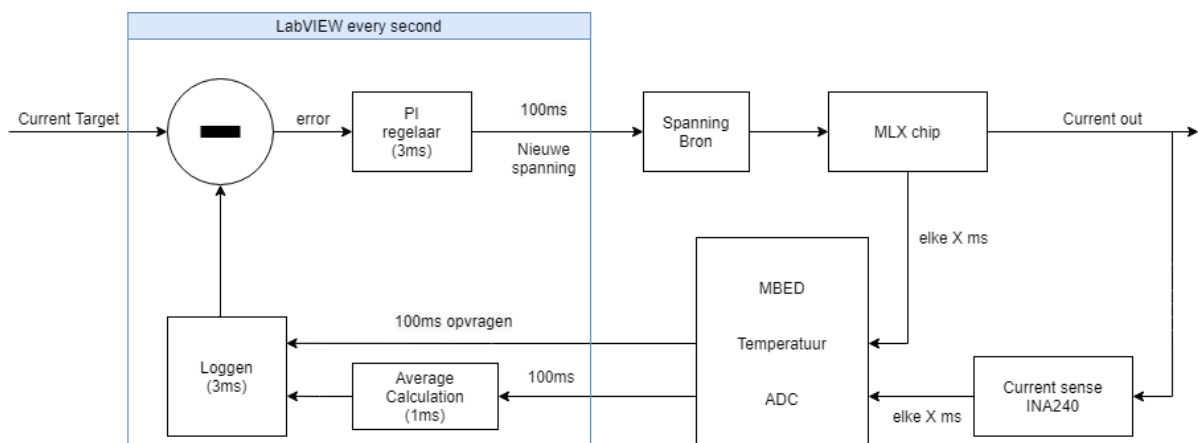 LabVIEW every second
Current Target
error
PI
regelaar
(3ms)
100ms
Nieuwe
spanning
Spanning
Bron
MLX chip
Current out
elke X ms
MBED
Temperatuur
ADC
100ms opvragen
Loggen
(3ms)
Average
Calculation
(1ms)
100ms
elke X ms
Current sense
INA240